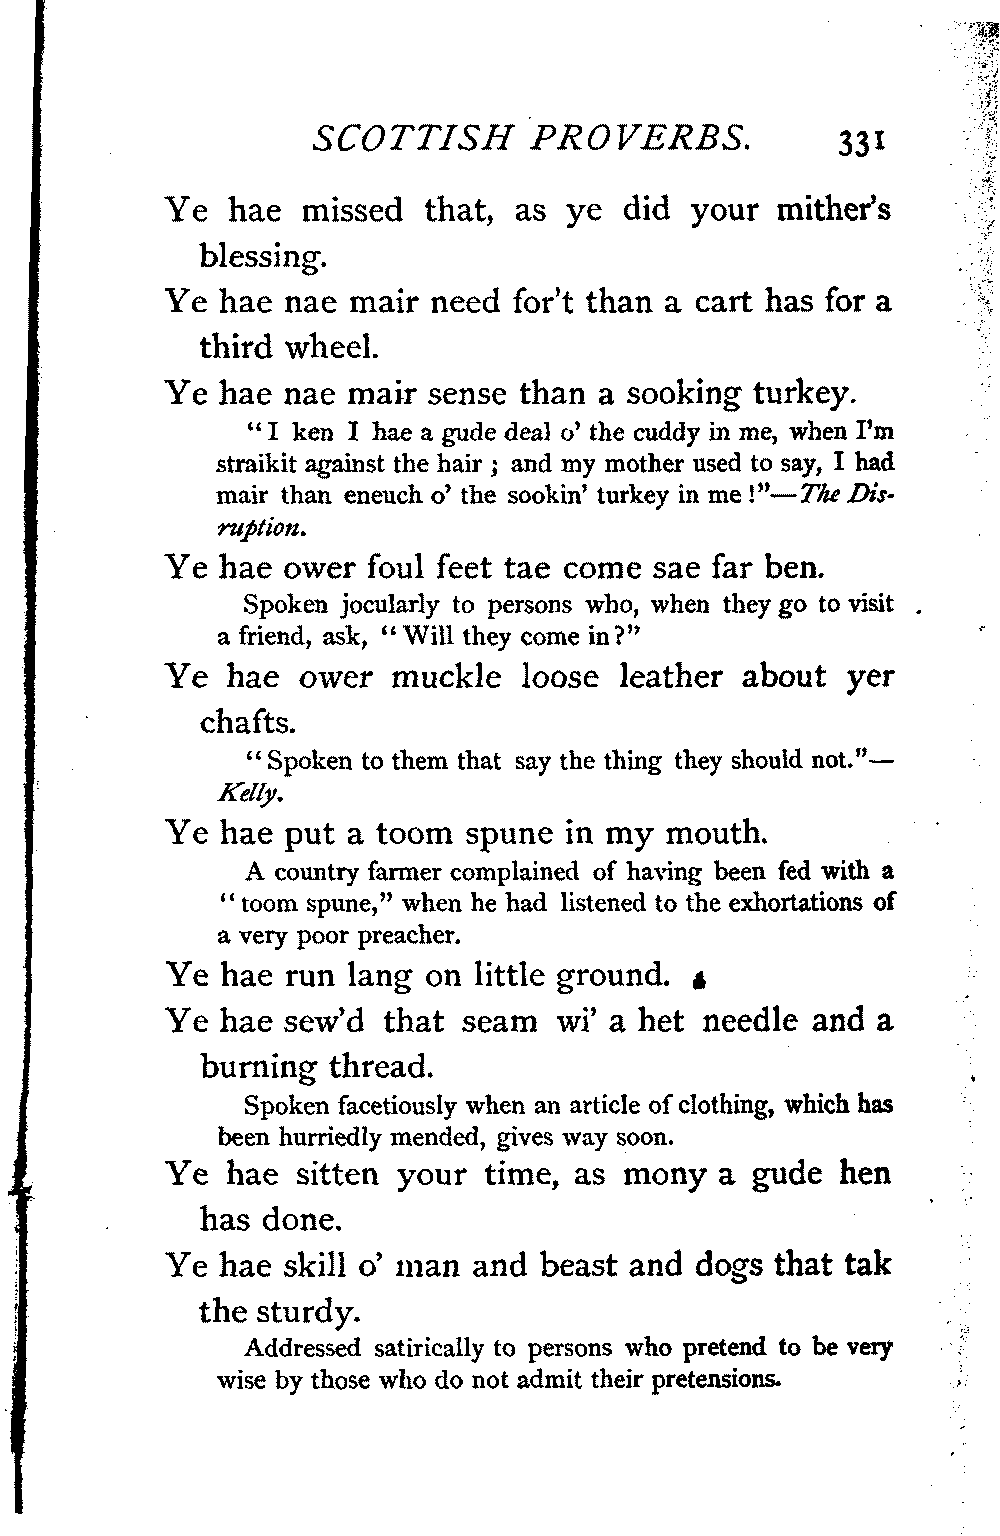 SCOTTISH PROVERBS. 331
Ye hae missed that, as ye did your mither's
blessing.
Ye hae nae mair need for't than a cart has for a
third wheel.
Ye hae nae mair sense than a sooking turkey.
"I ken I hae a gude deal o' the cuddy in me, when I'm
straikit against the hair; and my mother used to say, I had
mair than eneuch o' the sookin' turkey in me!"—The Dis-
ruption.
Ye hae ower foul feet tae come sae far ben.
Spoken jocularly to persons who, when they go to visit
a friend, ask, "Will they come in?"
Ye hae ower muckle loose leather about yer
chafts.
"Spoken to them that say the thing they should not."—
Kelly.
Ye hae put a toom spune in my mouth.
A country farmer complained of having been fed with a
"toom spune," when he had listened to the exhortations of
a very poor preacher.
Ye hae run lang on little ground.
Ye hae sew'd that seam wi' a het needle and a
burning thread.
Spoken facetiously when an article of clothing, which has
been hurriedly mended, gives way soon.
Ye hae sitten your time, as mony a gude hen
has done.
Ye hae skill o' man and beast and dogs that tak
the sturdy.
Addressed satirically to persons who pretend to be very
wise by those who do not admit their pretensions.